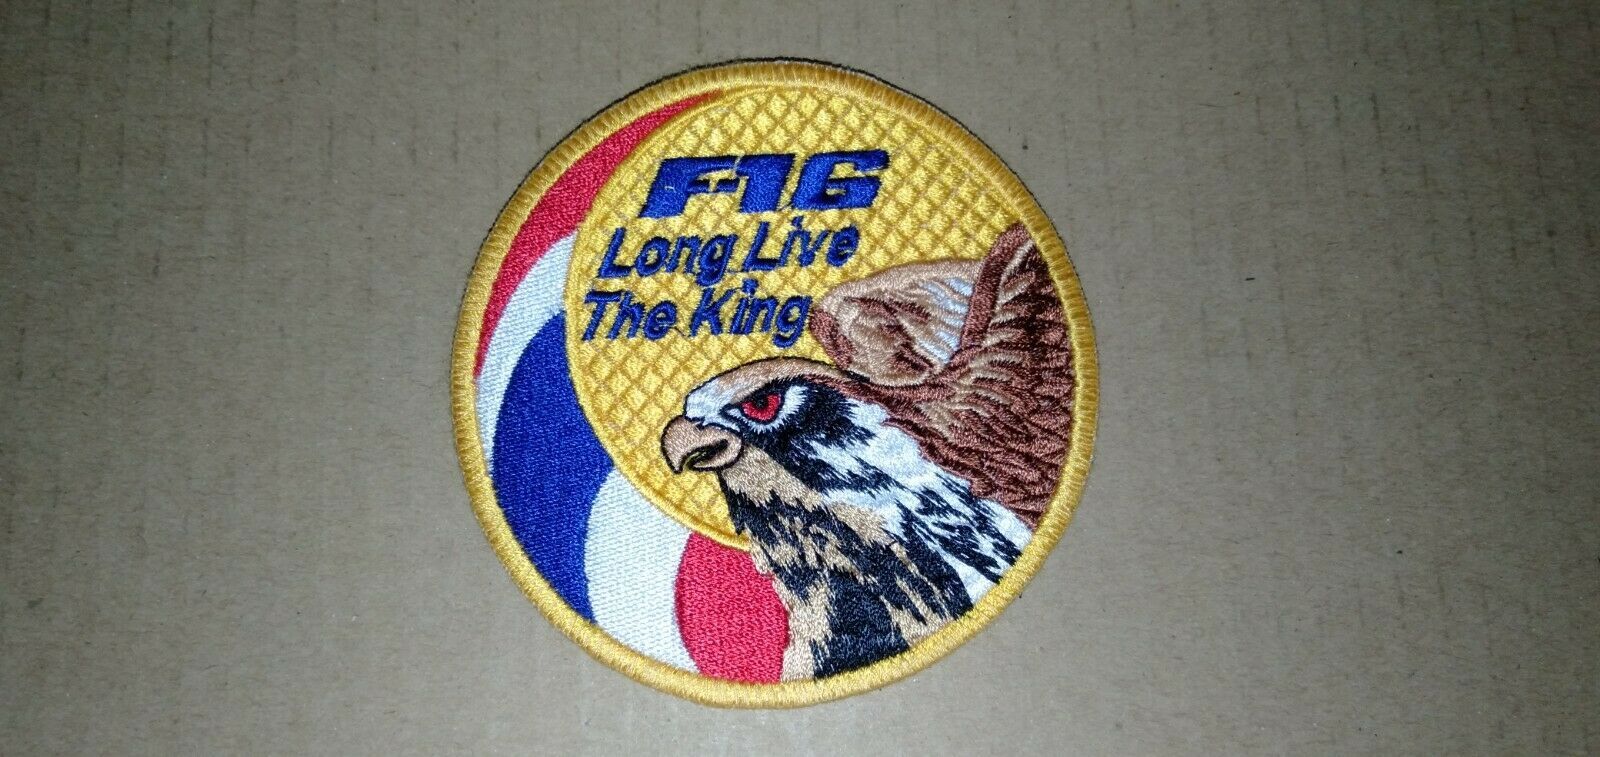 F-16
Long Live
The King